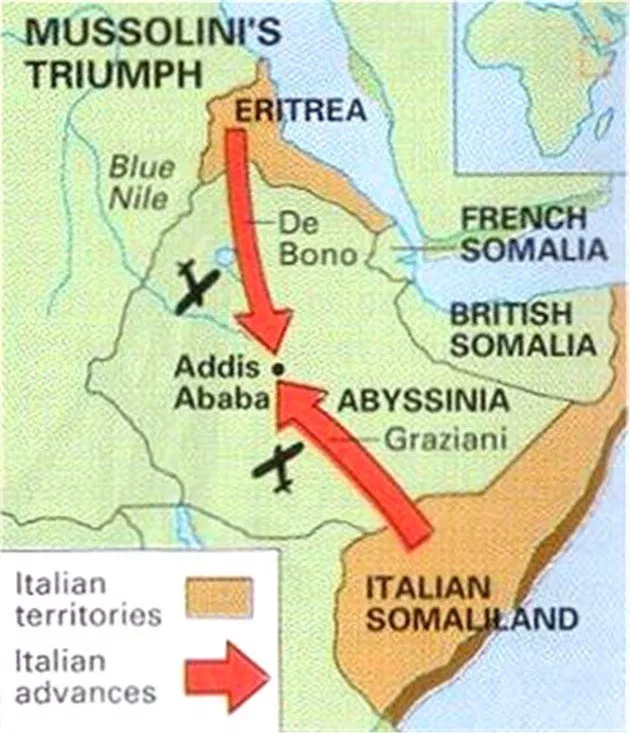 MUSSOLINI'S
TRIUMPH
ERITREA
Blue
Nile
De
Bono
FRENCH
SOMALIA
BRITISH
SOMALIA
Addis
Ababa
ABYSSINIA
Graziani
ITALIAN
SOMALILAND
Italian
territories
Italian
advances